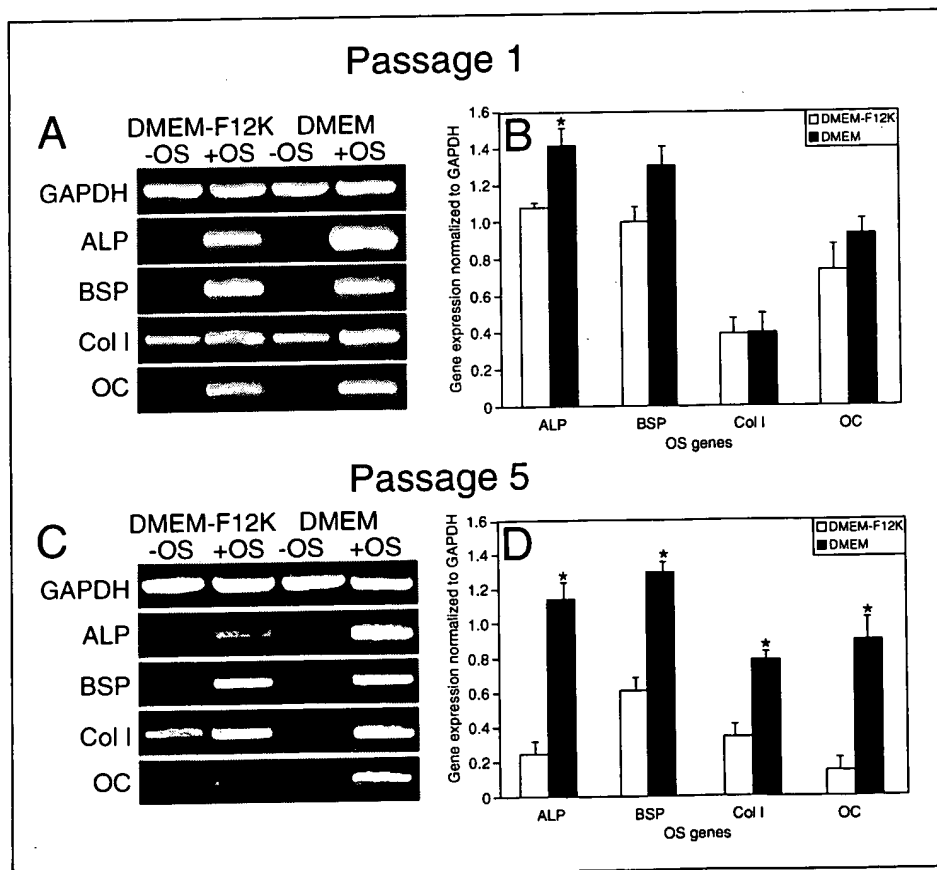 Passage 1
A
DMEM-F12K DMEM
-OS +OS -OS +OS
GAPDH
ALP
BSP
Col I
OC
B
DMEM-F12K
DMEM
Gene expression normalized to GAPDH
1.6
1.4
1.2
1.0
0.8
0.6
0.4
0.2
0
*
ALP BSP Col I OC
OS genes
Passage 5
C
DMEM-F12K DMEM
-OS +OS -OS +OS
GAPDH
ALP
BSP
Col I
OC
D
DMEM-F12K
DMEM
Gene expression normalized to GAPDH
1.6
1.4
1.2
1.0
0.8
0.6
0.4
0.2
0
* * * *
ALP BSP Col I OC
OS genes